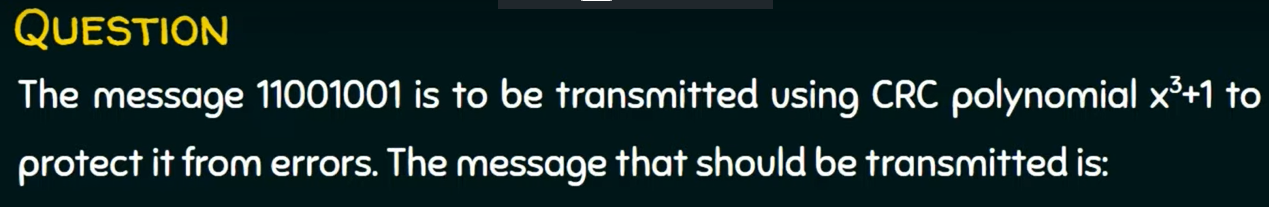 QUESTION
The message 11001001 is to be transmitted using CRC polynomial x³+1 to
protect it from errors. The message that should be transmitted is: